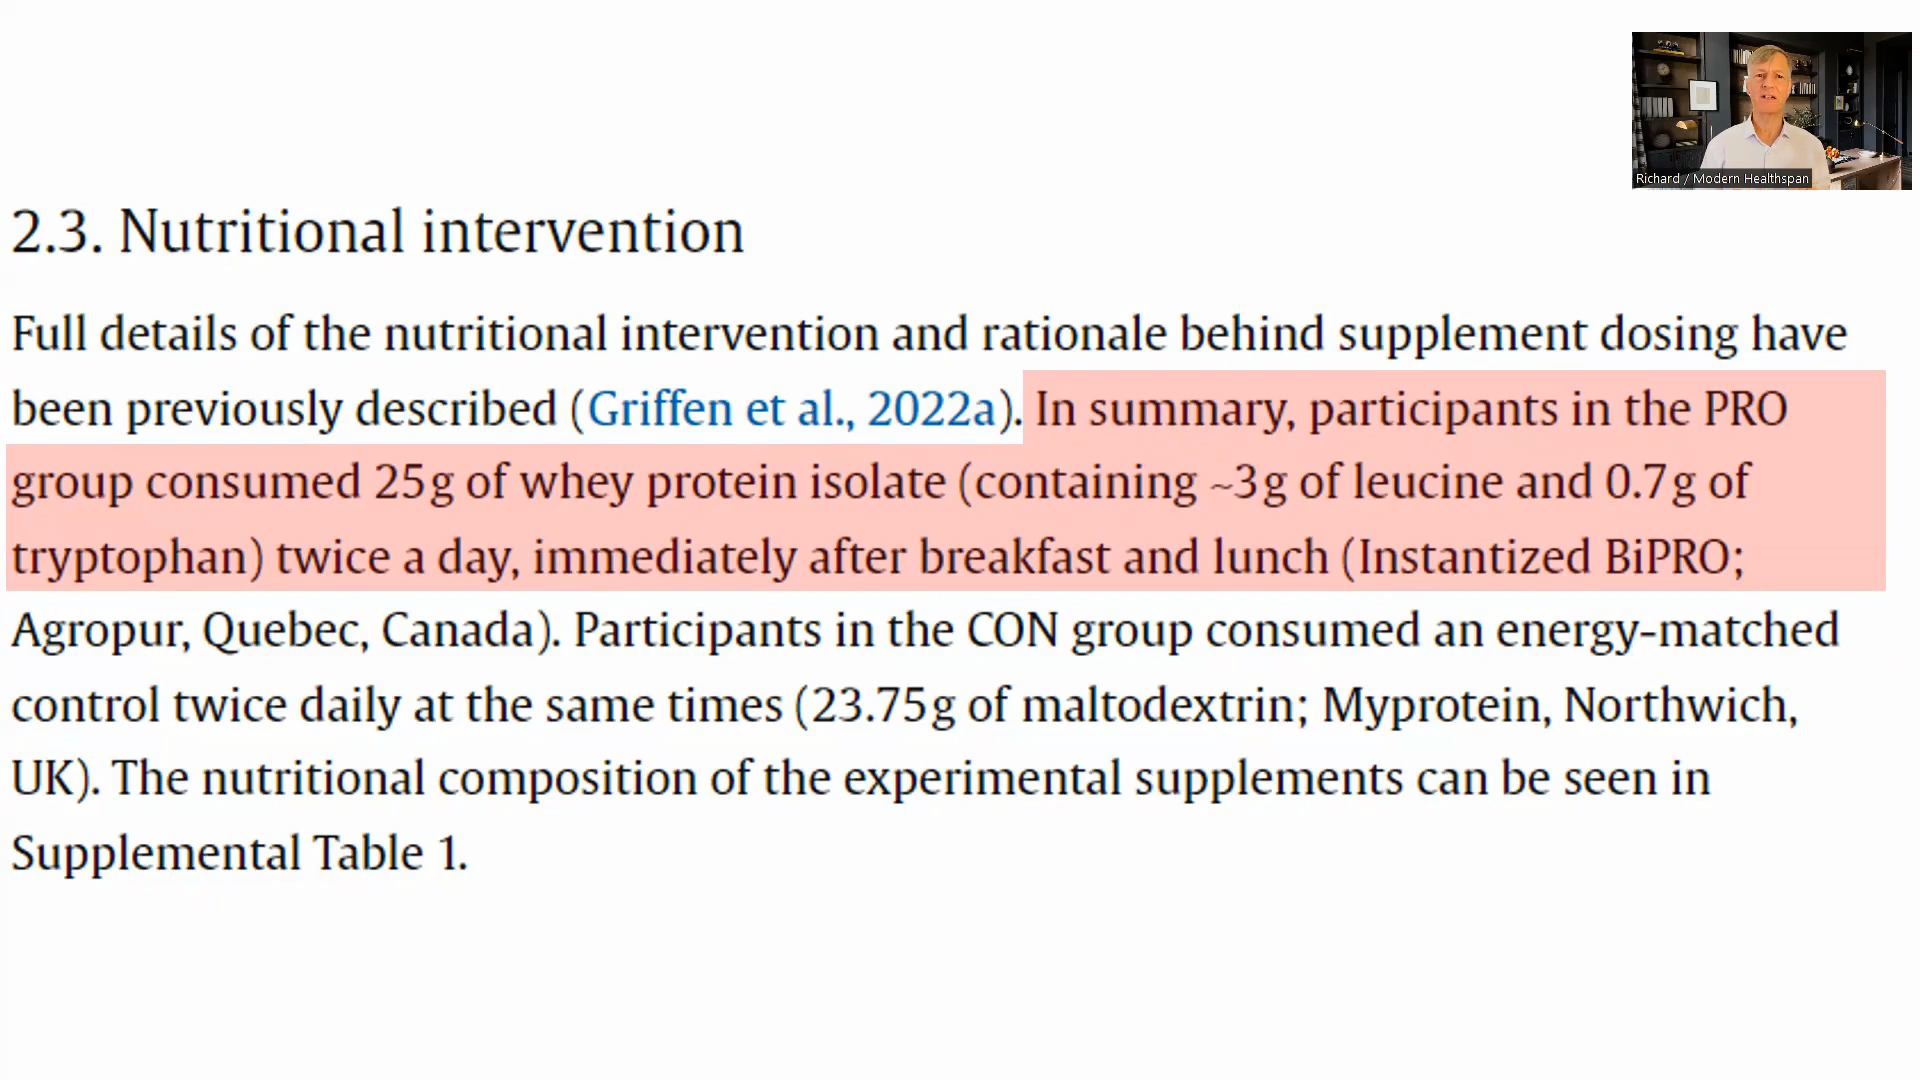 Richard / Modern Healthspan
2.3. Nutritional intervention
Full details of the nutritional intervention and rationale behind supplement dosing have
been previously described (Griffen et al., 2022a). In summary, participants in the PRO
group consumed 25 g of whey protein isolate (containing ~3 g of leucine and 0.7 g of
tryptophan) twice a day, immediately after breakfast and lunch (Instantized BiPRO;
Agropur, Quebec, Canada). Participants in the CON group consumed an energy-matched
control twice daily at the same times (23.75 g of maltodextrin; Myprotein, Northwich,
UK). The nutritional composition of the experimental supplements can be seen in
Supplemental Table 1.